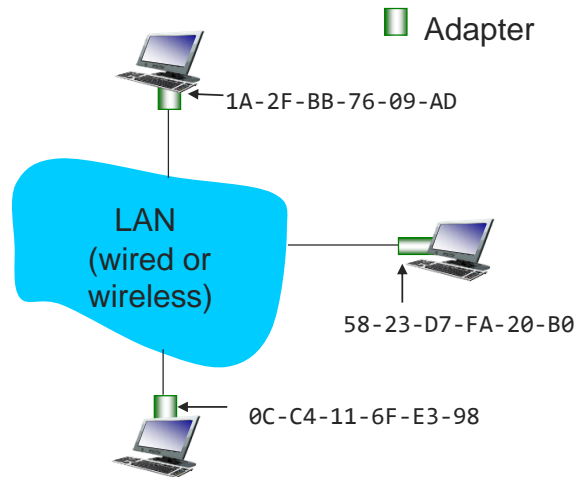 Adapter
1A-2F-BB-76-09-AD
LAN
(wired or
wireless)
58-23-D7-FA-20-B0
0C-C4-11-6F-E3-98